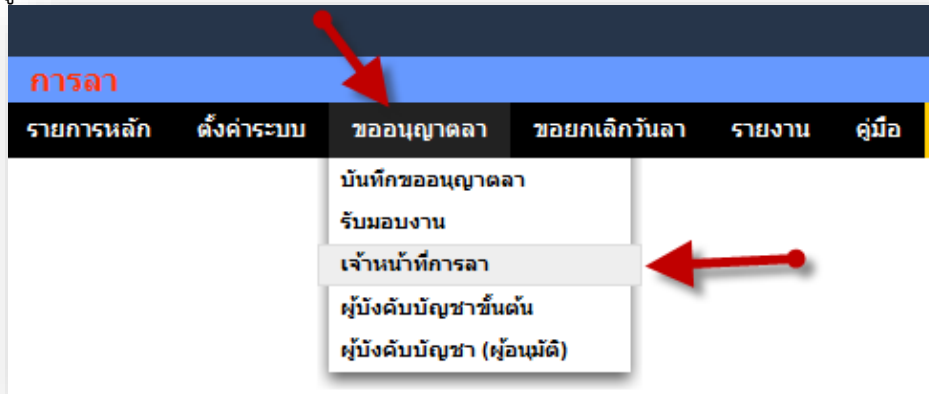 การลา
รายการหลัก ตั้งค่าระบบ ขออนุญาตลา ขอยกเลิกวันลา รายงาน คู่มือ
บันทึกขออนุญาตลา
รับมอบงาน
เจ้าหน้าที่การลา
ผู้บังคับบัญชาขั้นต้น
ผู้บังคับบัญชา (ผู้อนุมัติ)